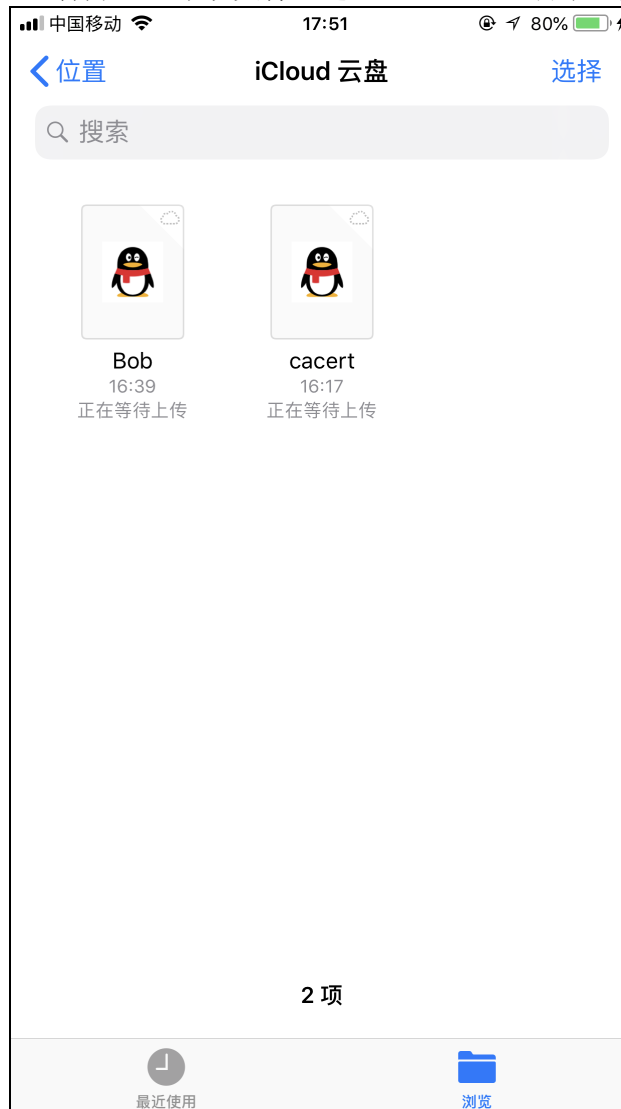 中国移动 17:51 80%
位置 iCloud 云盘 选择
搜索
Bob cacert
16:39 16:17
正在等待上传 正在等待上传
2 项
最近使用 浏览